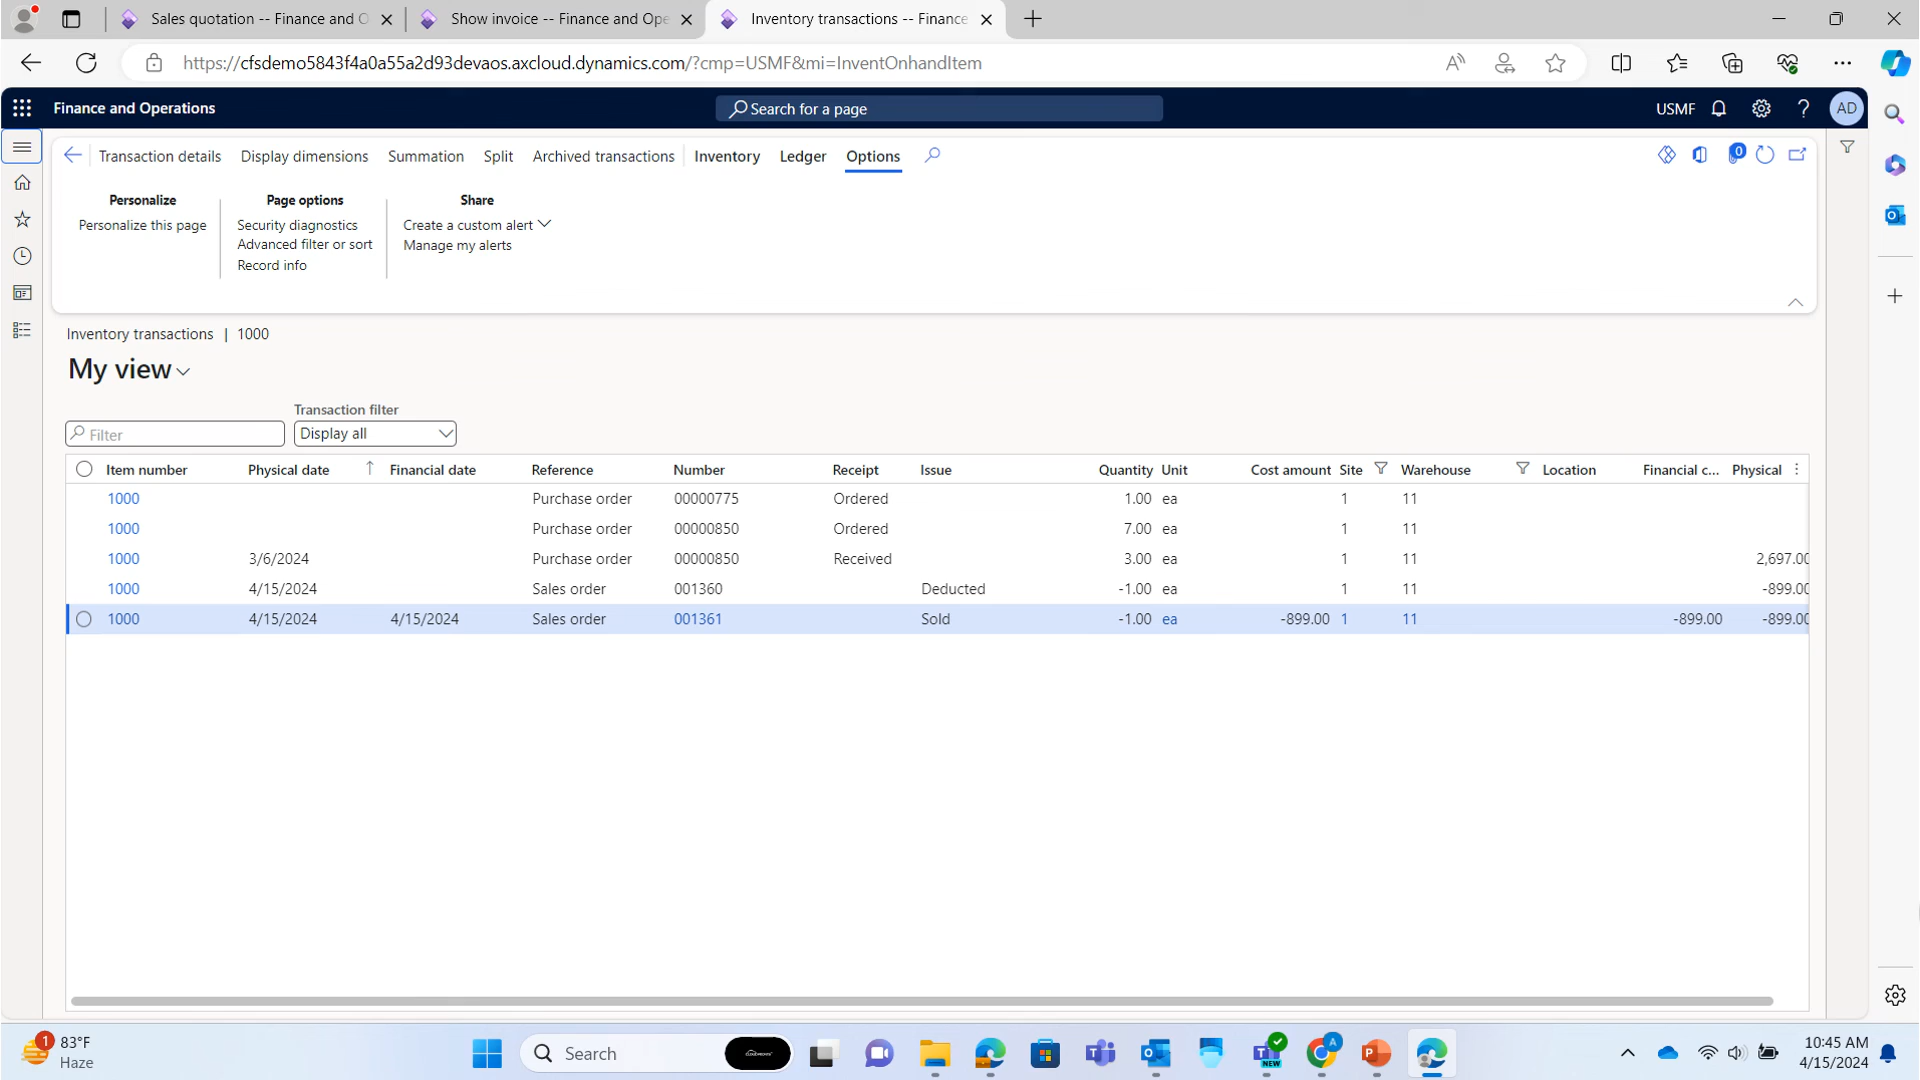 Sales quotation -- Finance and O
Show invoice -- Finance and Ope
Inventory transactions -- Finance
https://cfsdemo5843f4a0a55a2d93devaos.axcloud.dynamics.com/?cmp=USMF&mi=InventOnhandItem
Finance and Operations
Search for a page
USMF
AD
Transaction details Display dimensions Summation Split Archived transactions Inventory Ledger Options
0
Personalize Page options Share
Personalize this page Security diagnostics Create a custom alert
Advanced filter or sort Manage my alerts
Record info
Inventory transactions | 1000
My view
Transaction filter
Filter Display all
Item number Physical date Financial date Reference Number Receipt Issue Quantity Unit Cost amount Site Warehouse Location Financial c... Physical
1000 Purchase order 00000775 Ordered 1.00 ea 1 11
1000 Purchase order 00000850 Ordered 7.00 ea 1 11
1000 3/6/2024 Purchase order 00000850 Received 3.00 ea 1 11 2,697.00
1000 4/15/2024 Sales order 001360 Deducted -1.00 ea 1 11 -899.00
1000 4/15/2024 4/15/2024 Sales order 001361 Sold -1.00 ea -899.00 1 11 -899.00 -899.00
1
83°F
Haze
Search
NEW
A
10:45 AM
4/15/2024